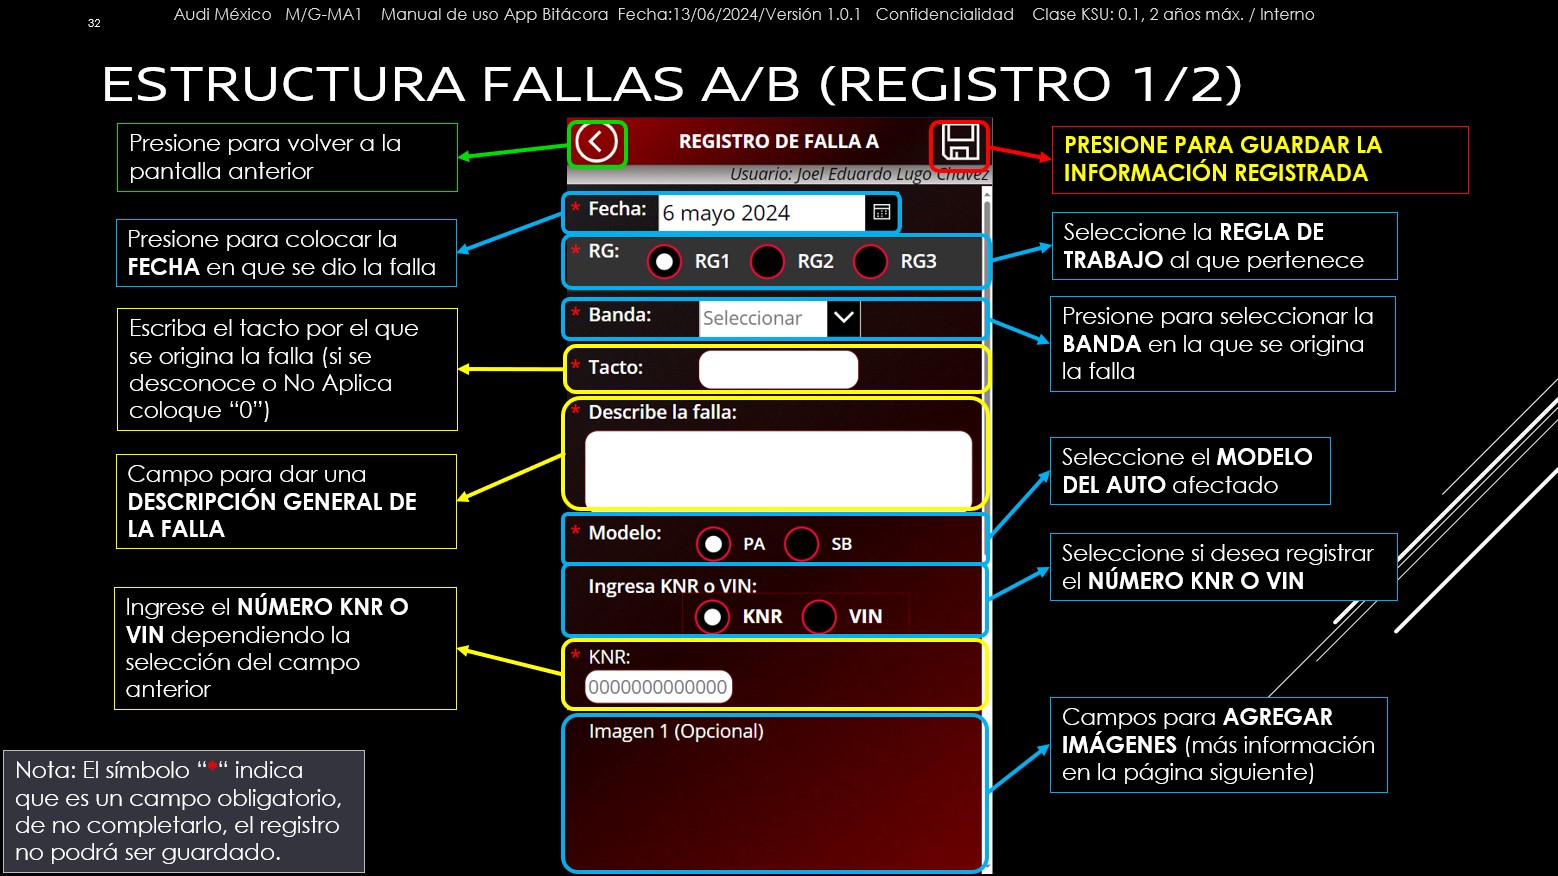 Audi México   M/G-MA1    Manual de uso App Bitácora  Fecha:13/06/2024/Versión 1.0.1   Confidencialidad    Clase KSU: 0.1, 2 años máx. / Interno
32
ESTRUCTURA FALLAS A/B (REGISTRO 1/2)
Presione para volver a la
pantalla anterior
Presione para colocar la
FECHA en que se dio la falla
Escriba el tacto por el que
se origina la falla (si se
desconoce o No Aplica
coloque “0”)
Campo para dar una
DESCRIPCIÓN GENERAL DE
LA FALLA
Ingrese el NÚMERO KNR O
VIN dependiendo la
selección del campo
anterior
Nota: El símbolo “*“ indica
que es un campo obligatorio,
de no completarlo, el registro
no podrá ser guardado.
REGISTRO DE FALLA A
Usuario: Joel Eduardo Lugo Chavez
* Fecha: 6 mayo 2024
* RG: RG1 RG2 RG3
* Banda: Seleccionar
* Tacto:
* Describe la falla:
* Modelo: PA SB
Ingresa KNR o VIN:
KNR VIN
* KNR:
0000000000000
Imagen 1 (Opcional)
PRESIONE PARA GUARDAR LA
INFORMACIÓN REGISTRADA
Seleccione la REGLA DE
TRABAJO al que pertenece
Presione para seleccionar la
BANDA en la que se origina
la falla
Seleccione el MODELO
DEL AUTO afectado
Seleccione si desea registrar
el NÚMERO KNR O VIN
Campos para AGREGAR
IMÁGENES (más información
en la página siguiente)